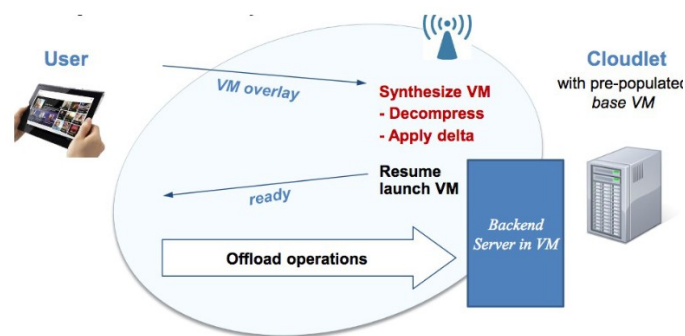 User
Cloudlet
with pre-populated
base VM
VM overlay
Synthesize VM
- Decompress
- Apply delta
Resume
launch VM
ready
Backend
Server in VM
Offload operations